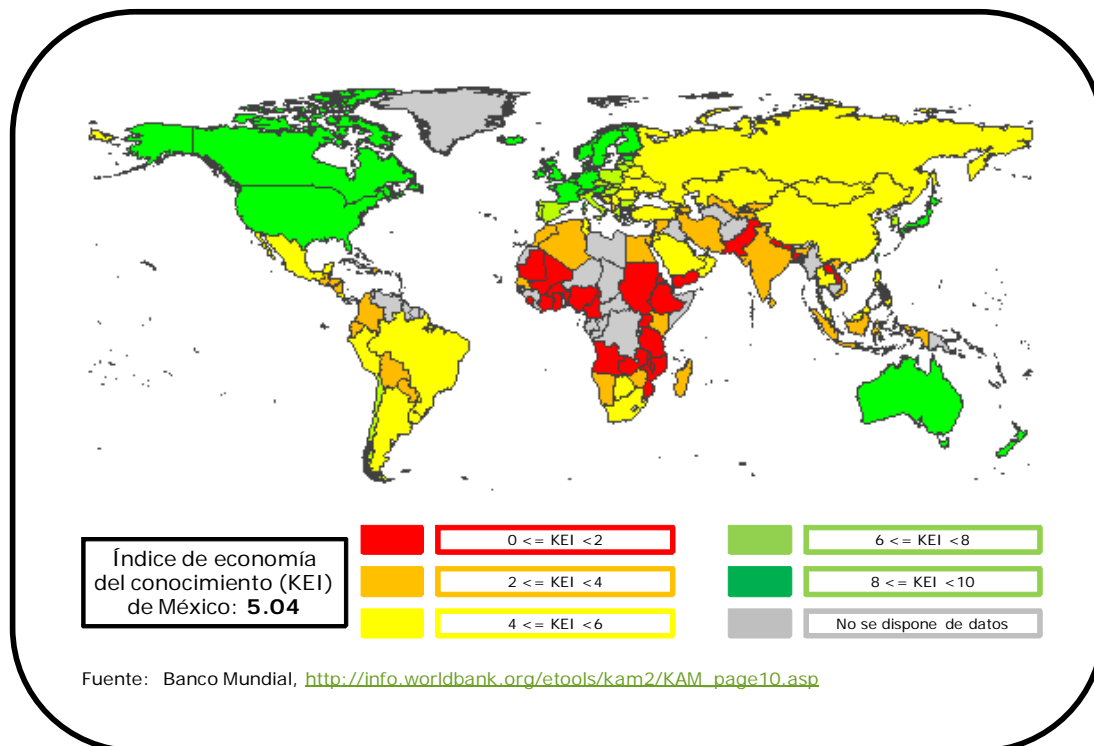 Índice de economía
del conocimiento (KEI)
de México: 5.04
0 <= KEI <2
2 <= KEI <4
4 <= KEI <6
6 <= KEI <8
8 <= KEI <10
No se dispone de datos
Fuente: Banco Mundial, http://info.worldbank.org/etools/kam2/KAM_page10.asp